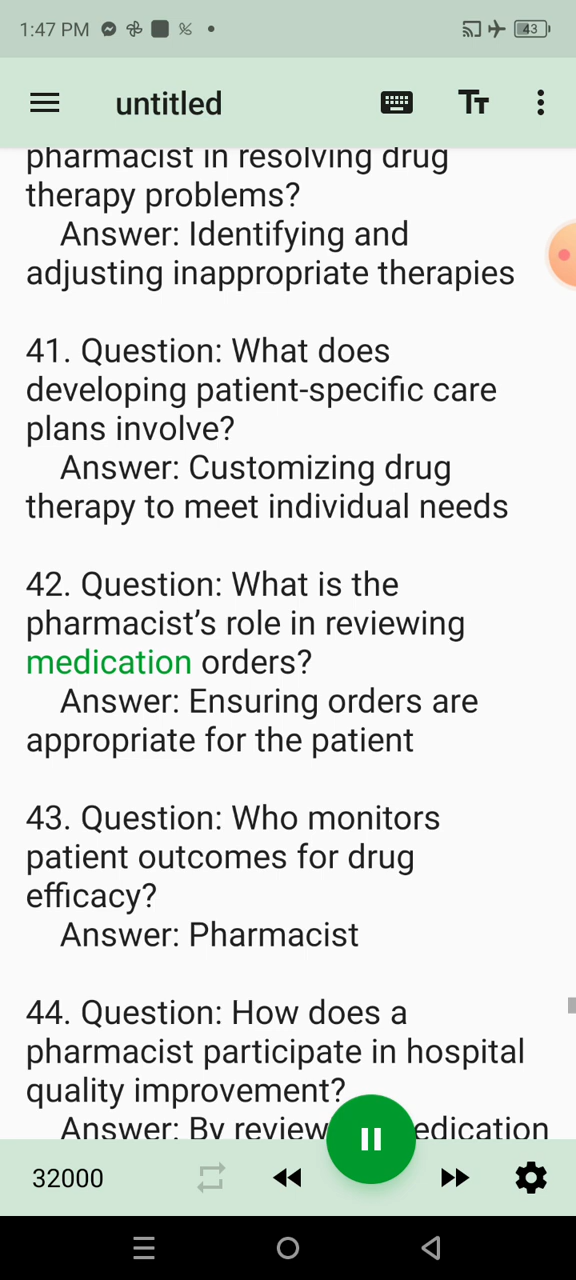 1:47 PM
43
untitled
pharmacist in resolving drug
therapy problems?
Answer: Identifying and
adjusting inappropriate therapies
41. Question: What does
developing patient-specific care
plans involve?
Answer: Customizing drug
therapy to meet individual needs
42. Question: What is the
pharmacist’s role in reviewing
medication orders?
Answer: Ensuring orders are
appropriate for the patient
43. Question: Who monitors
patient outcomes for drug
efficacy?
Answer: Pharmacist
44. Question: How does a
pharmacist participate in hospital
quality improvement?
Answer: By review edication
32000